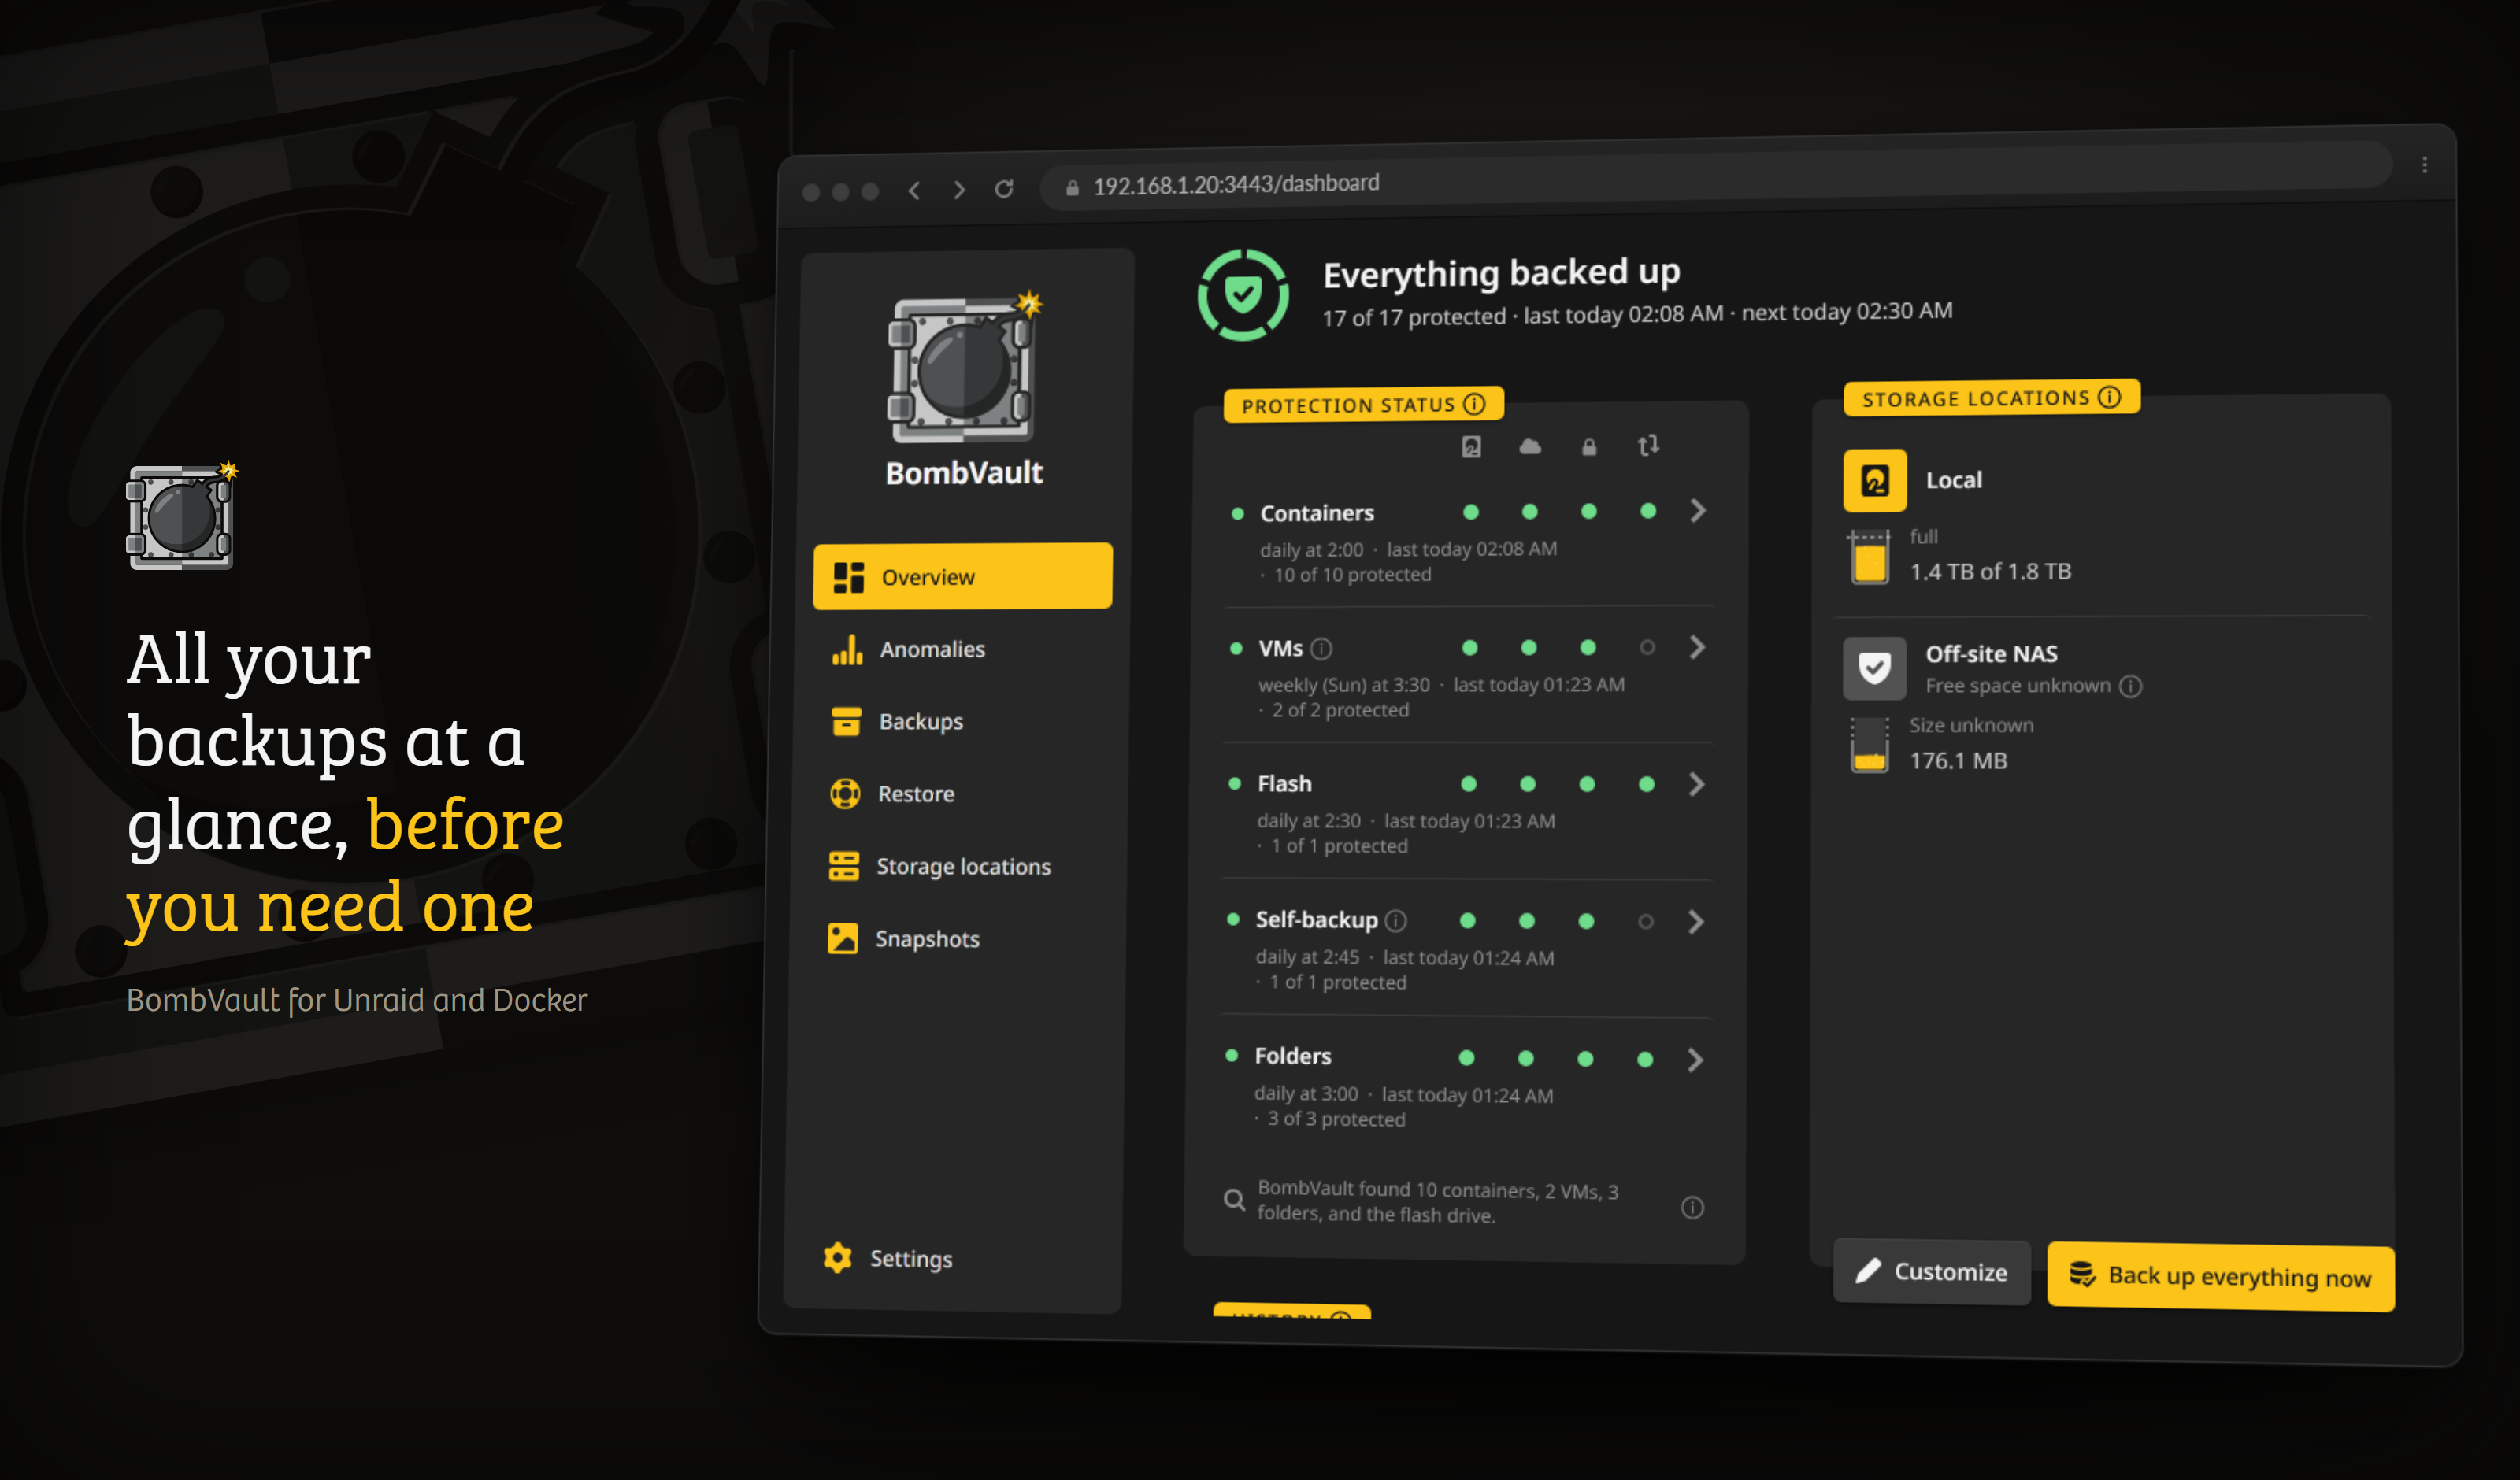 All your
backups at a
glance, before
you need one
BombVault for Unraid and Docker
192.168.1.20:3443/dashboard
BombVault
Overview
Anomalies
Backups
Restore
Storage locations
Snapshots
Settings
Everything backed up
17 of 17 protected · last today 02:08 AM · next today 02:30 AM
PROTECTION STATUS
Containers
daily at 2:00 · last today 02:08 AM
· 10 of 10 protected
VMs
weekly (Sun) at 3:30 · last today 01:23 AM
· 2 of 2 protected
Flash
daily at 2:30 · last today 01:23 AM
· 1 of 1 protected
Self-backup
daily at 2:45 · last today 01:24 AM
· 1 of 1 protected
Folders
daily at 3:00 · last today 01:24 AM
· 3 of 3 protected
BombVault found 10 containers, 2 VMs, 3
folders, and the flash drive.
STORAGE LOCATIONS
Local
full
1.4 TB of 1.8 TB
Off-site NAS
Free space unknown
Size unknown
176.1 MB
Customize
Back up everything now
HISTORY